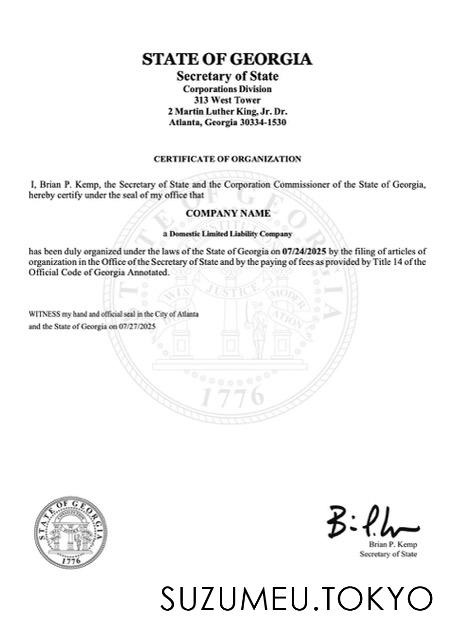 STATE OF GEORGIA
Secretary of State
Corporations Division
313 West Tower
2 Martin Luther King, Jr. Dr.
Atlanta, Georgia 30334-1530
CERTIFICATE OF ORGANIZATION
I, Brian P. Kemp, the Secretary of State and the Corporation Commissioner of the State of Georgia,
hereby certify under the seal of my office that
COMPANY NAME
a Domestic Limited Liability Company
has been duly organized under the laws of the State of Georgia on 07/24/2025 by the filing of articles of
organization in the Office of the Secretary of State and by the paying of fees as provided by Title 14 of the
Official Code of Georgia Annotated.
WITNESS my hand and official seal in the City of Atlanta
and the State of Georgia on 07/27/2025
STATE OF GEORGIA
CONSTITUTION
WISDOM JUSTICE MODERATION
1776
STATE OF GEORGIA
1776
Brian P. Kemp
Secretary of State
SUZUMEU.TOKYO